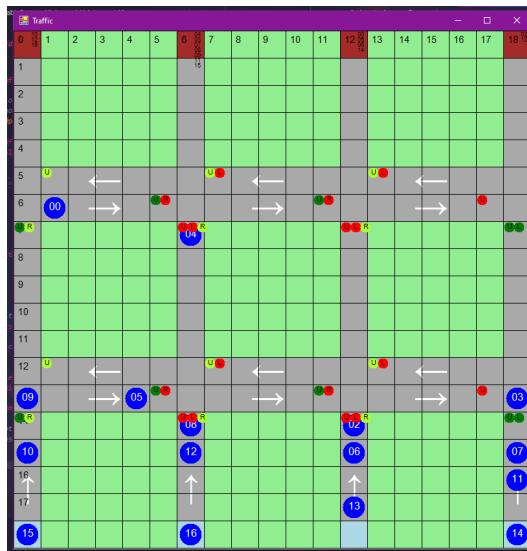 Traffic
0 1 2 3 4 5 6 7 8 9 10 11 12 13 14 15 16 17 18
1
2
3
4
5 U U L U L
6 00 U R U R U
U R U L R U L R U L
04
8
9
10
11
12 U U L U L
09 05 U R U R U 03
U R U L R U L R U L
08 02
10 12 06 07
16 11
17 13
15 16 14